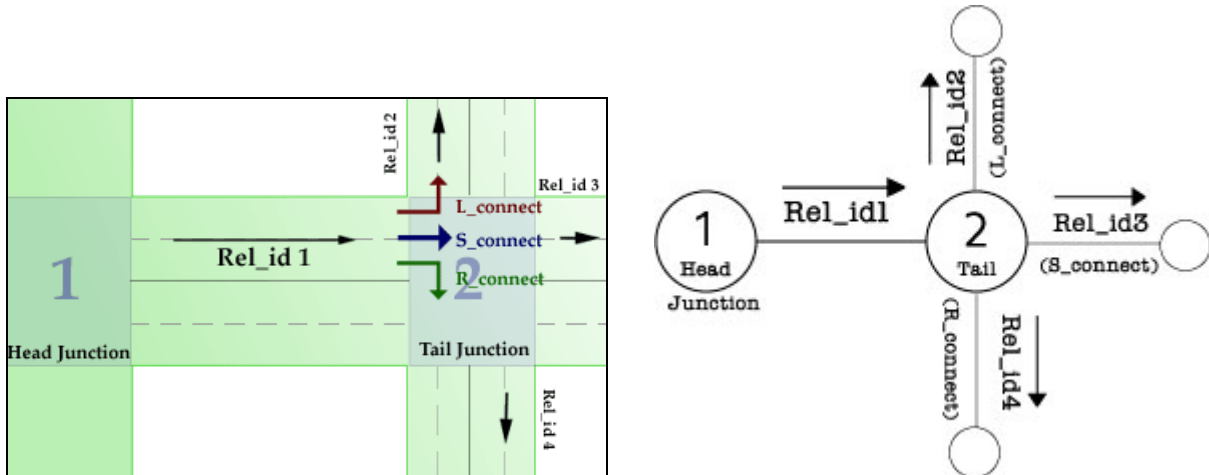 Rel_id 2
Rel_id 3
L_connect
S_connect
Rel_id 1
R_connect
1
2
Head Junction
Tail Junction
Rel_id 4
Rel_id2
(L_connect)
Rel_id1
1
Head
Junction
2
Tail
Rel_id3
(S_connect)
(R_connect)
Rel_id4